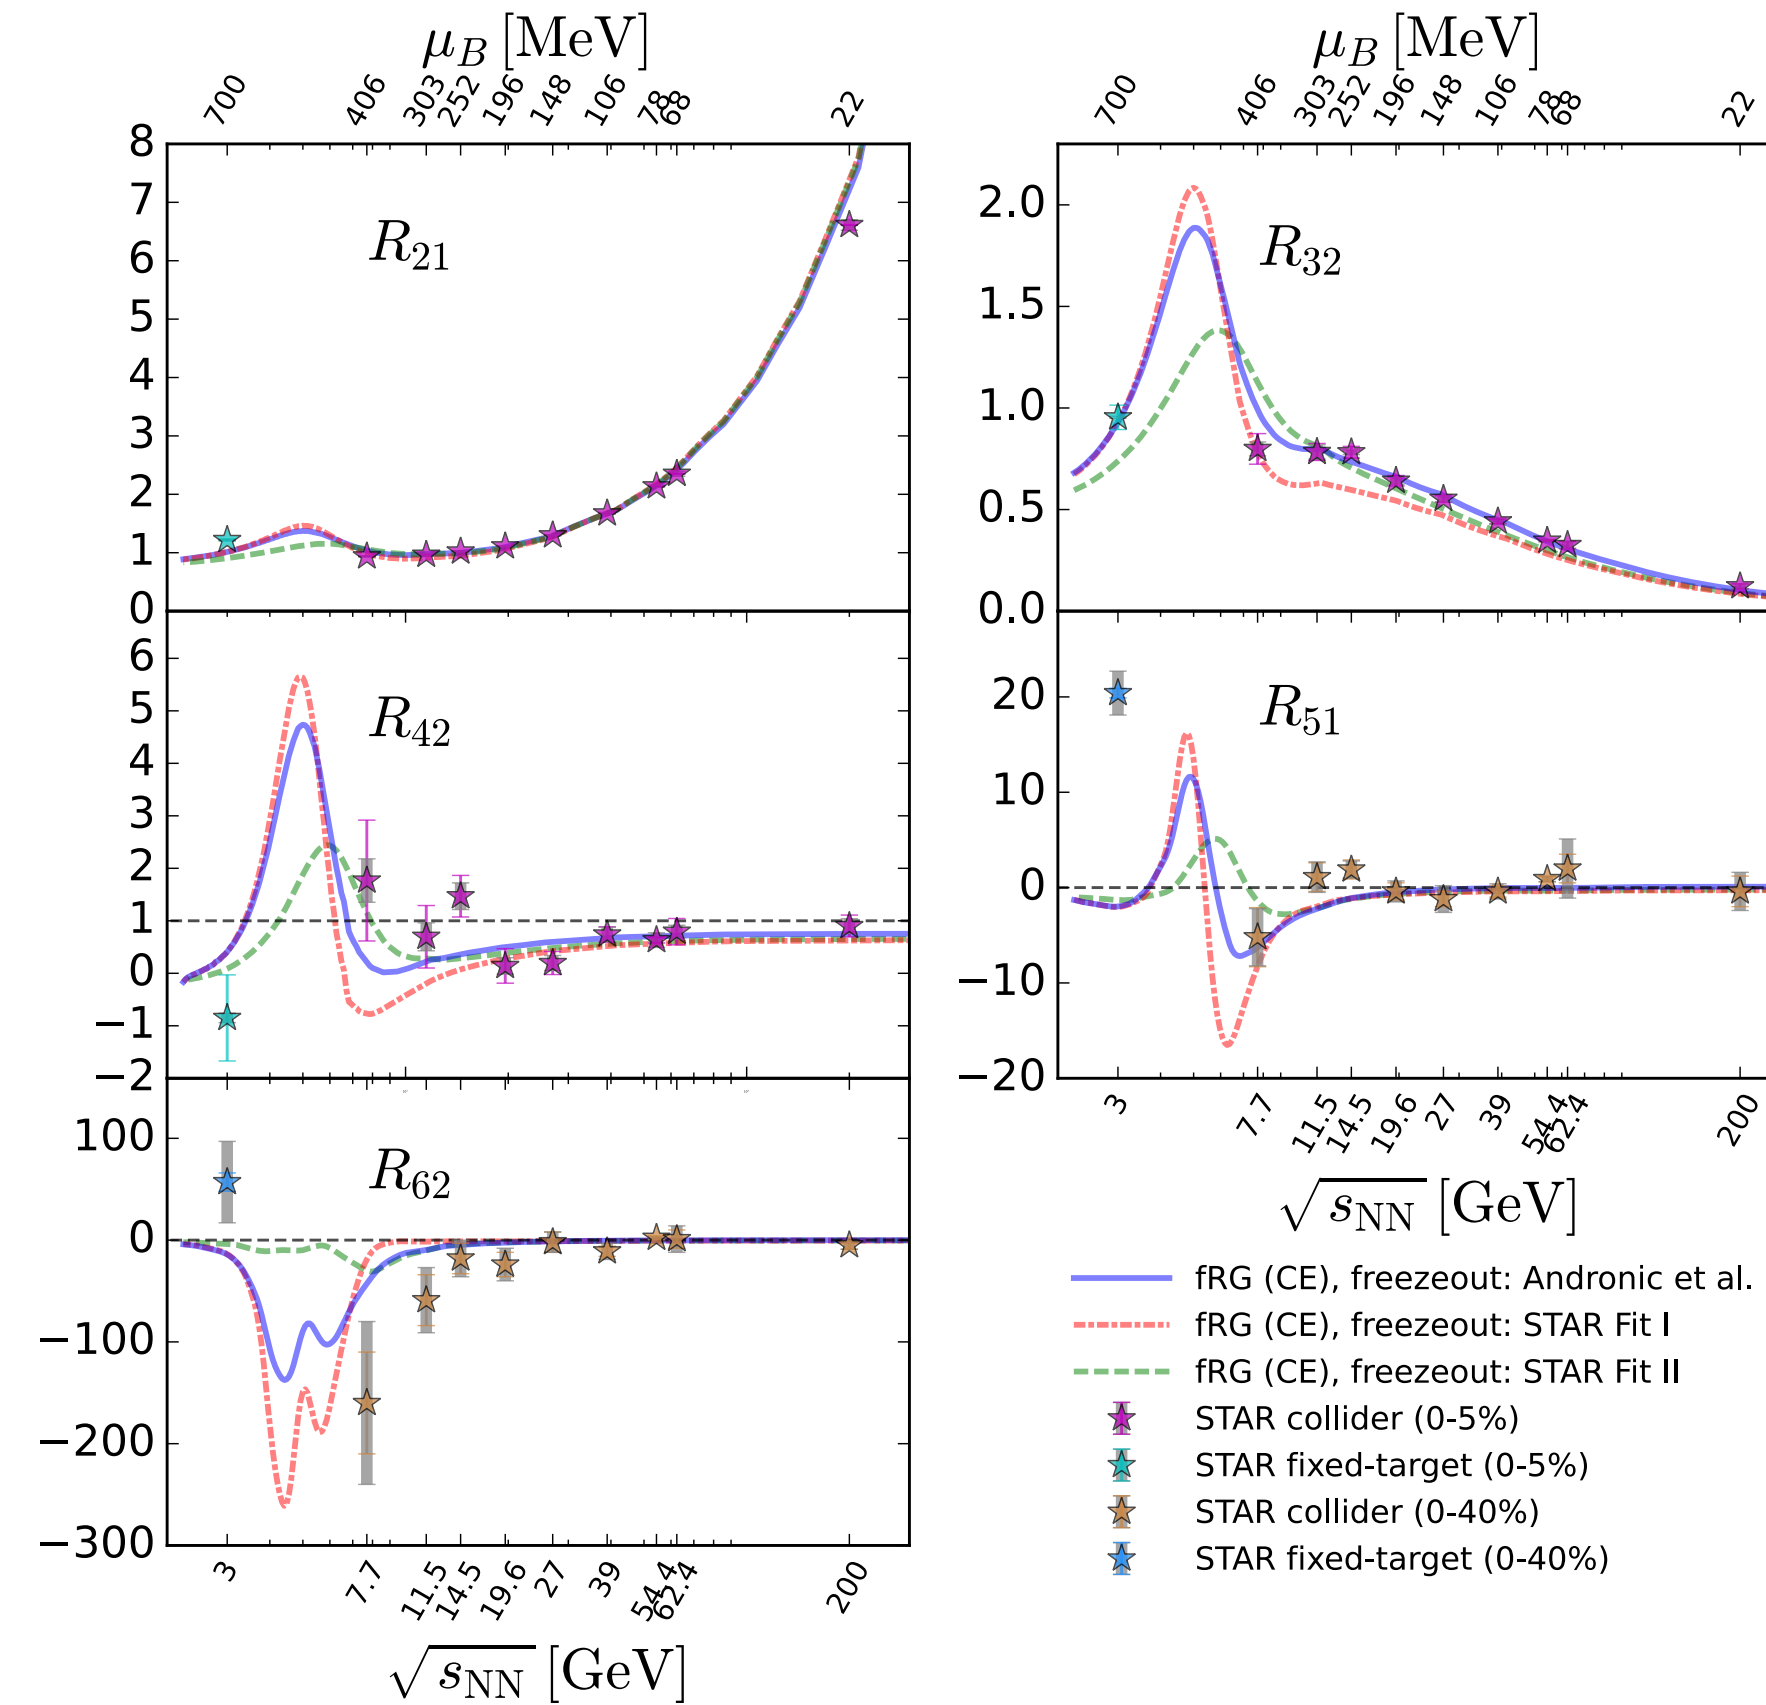 μ_B [MeV]
700 406 303 252 196 148 106 78 68 22
8
7
6
5
4
3
2
1
0
R_21
μ_B [MeV]
700 406 303 252 196 148 106 78 68 22
2.0
1.5
1.0
0.5
0.0
R_32
6
5
4
3
2
1
0
−1
−2
R_42
20
10
0
−10
−20
R_51
3 7.7 11.5 14.5 19.6 27 39 54.4 62.4 200
√s_NN [GeV]
100
0
−100
−200
−300
R_62
3 7.7 11.5 14.5 19.6 27 39 54.4 62.4 200
√s_NN [GeV]
fRG (CE), freezeout: Andronic et al.
fRG (CE), freezeout: STAR Fit I
fRG (CE), freezeout: STAR Fit II
STAR collider (0-5%)
STAR fixed-target (0-5%)
STAR collider (0-40%)
STAR fixed-target (0-40%)